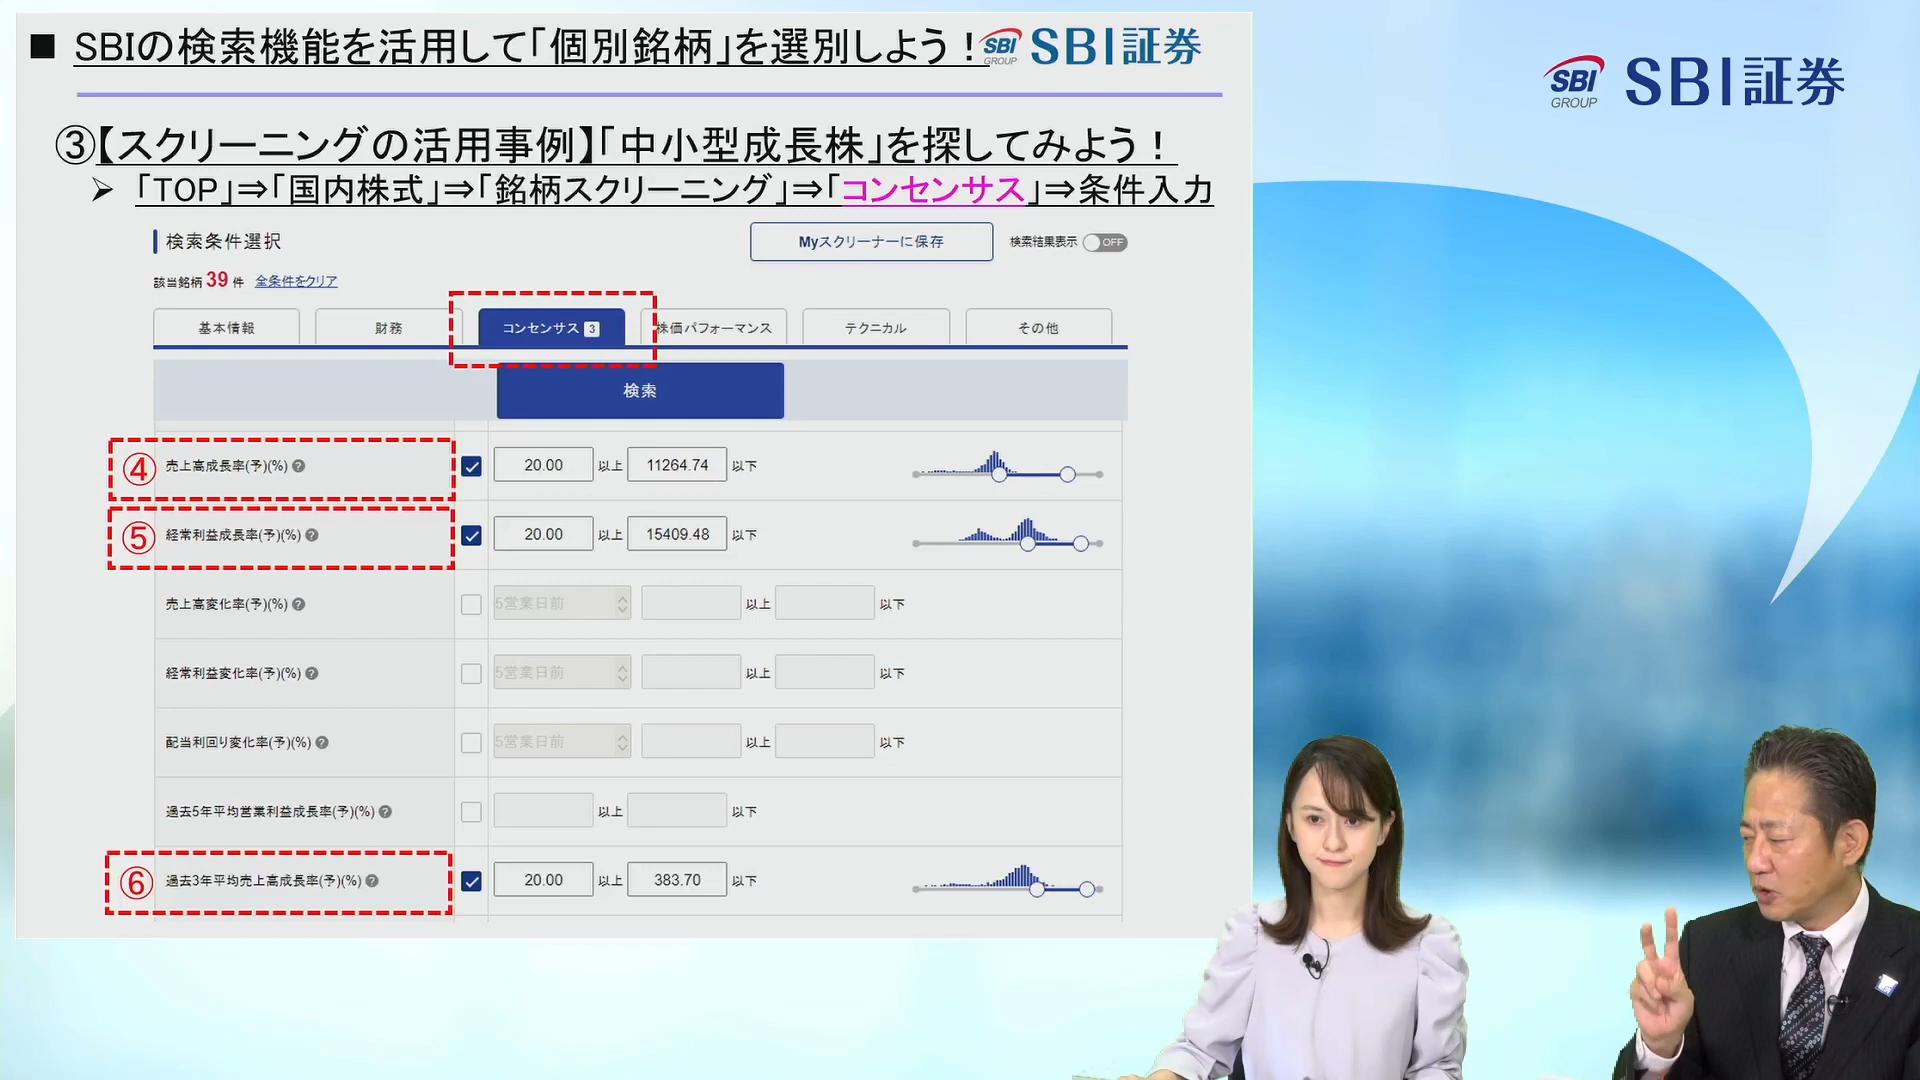 ■ SBIの検索機能を活用して「個別銘柄」を選別しよう！
SBI GROUP SBI証券
SBI GROUP SBI証券
③【スクリーニングの活用事例】「中小型成長株」を探してみよう！
➢ 「TOP」⇒「国内株式」⇒「銘柄スクリーニング」⇒「コンセンサス」⇒条件入力
検索条件選択
Myスクリーナーに保存
検索結果表示 OFF
該当銘柄 39 件 全条件をクリア
基本情報 財務 コンセンサス 3 株価パフォーマンス テクニカル その他
検索
④ 売上高成長率(予)(%) ? 20.00 以上 11264.74 以下
⑤ 経常利益成長率(予)(%) ? 20.00 以上 15409.48 以下
売上高変化率(予)(%) ? 5営業日前 以上 以下
経常利益変化率(予)(%) ? 5営業日前 以上 以下
配当利回り変化率(予)(%) ? 5営業日前 以上 以下
過去5年平均営業利益成長率(予)(%) ? 以上 以下
⑥ 過去3年平均売上高成長率(予)(%) ? 20.00 以上 383.70 以下